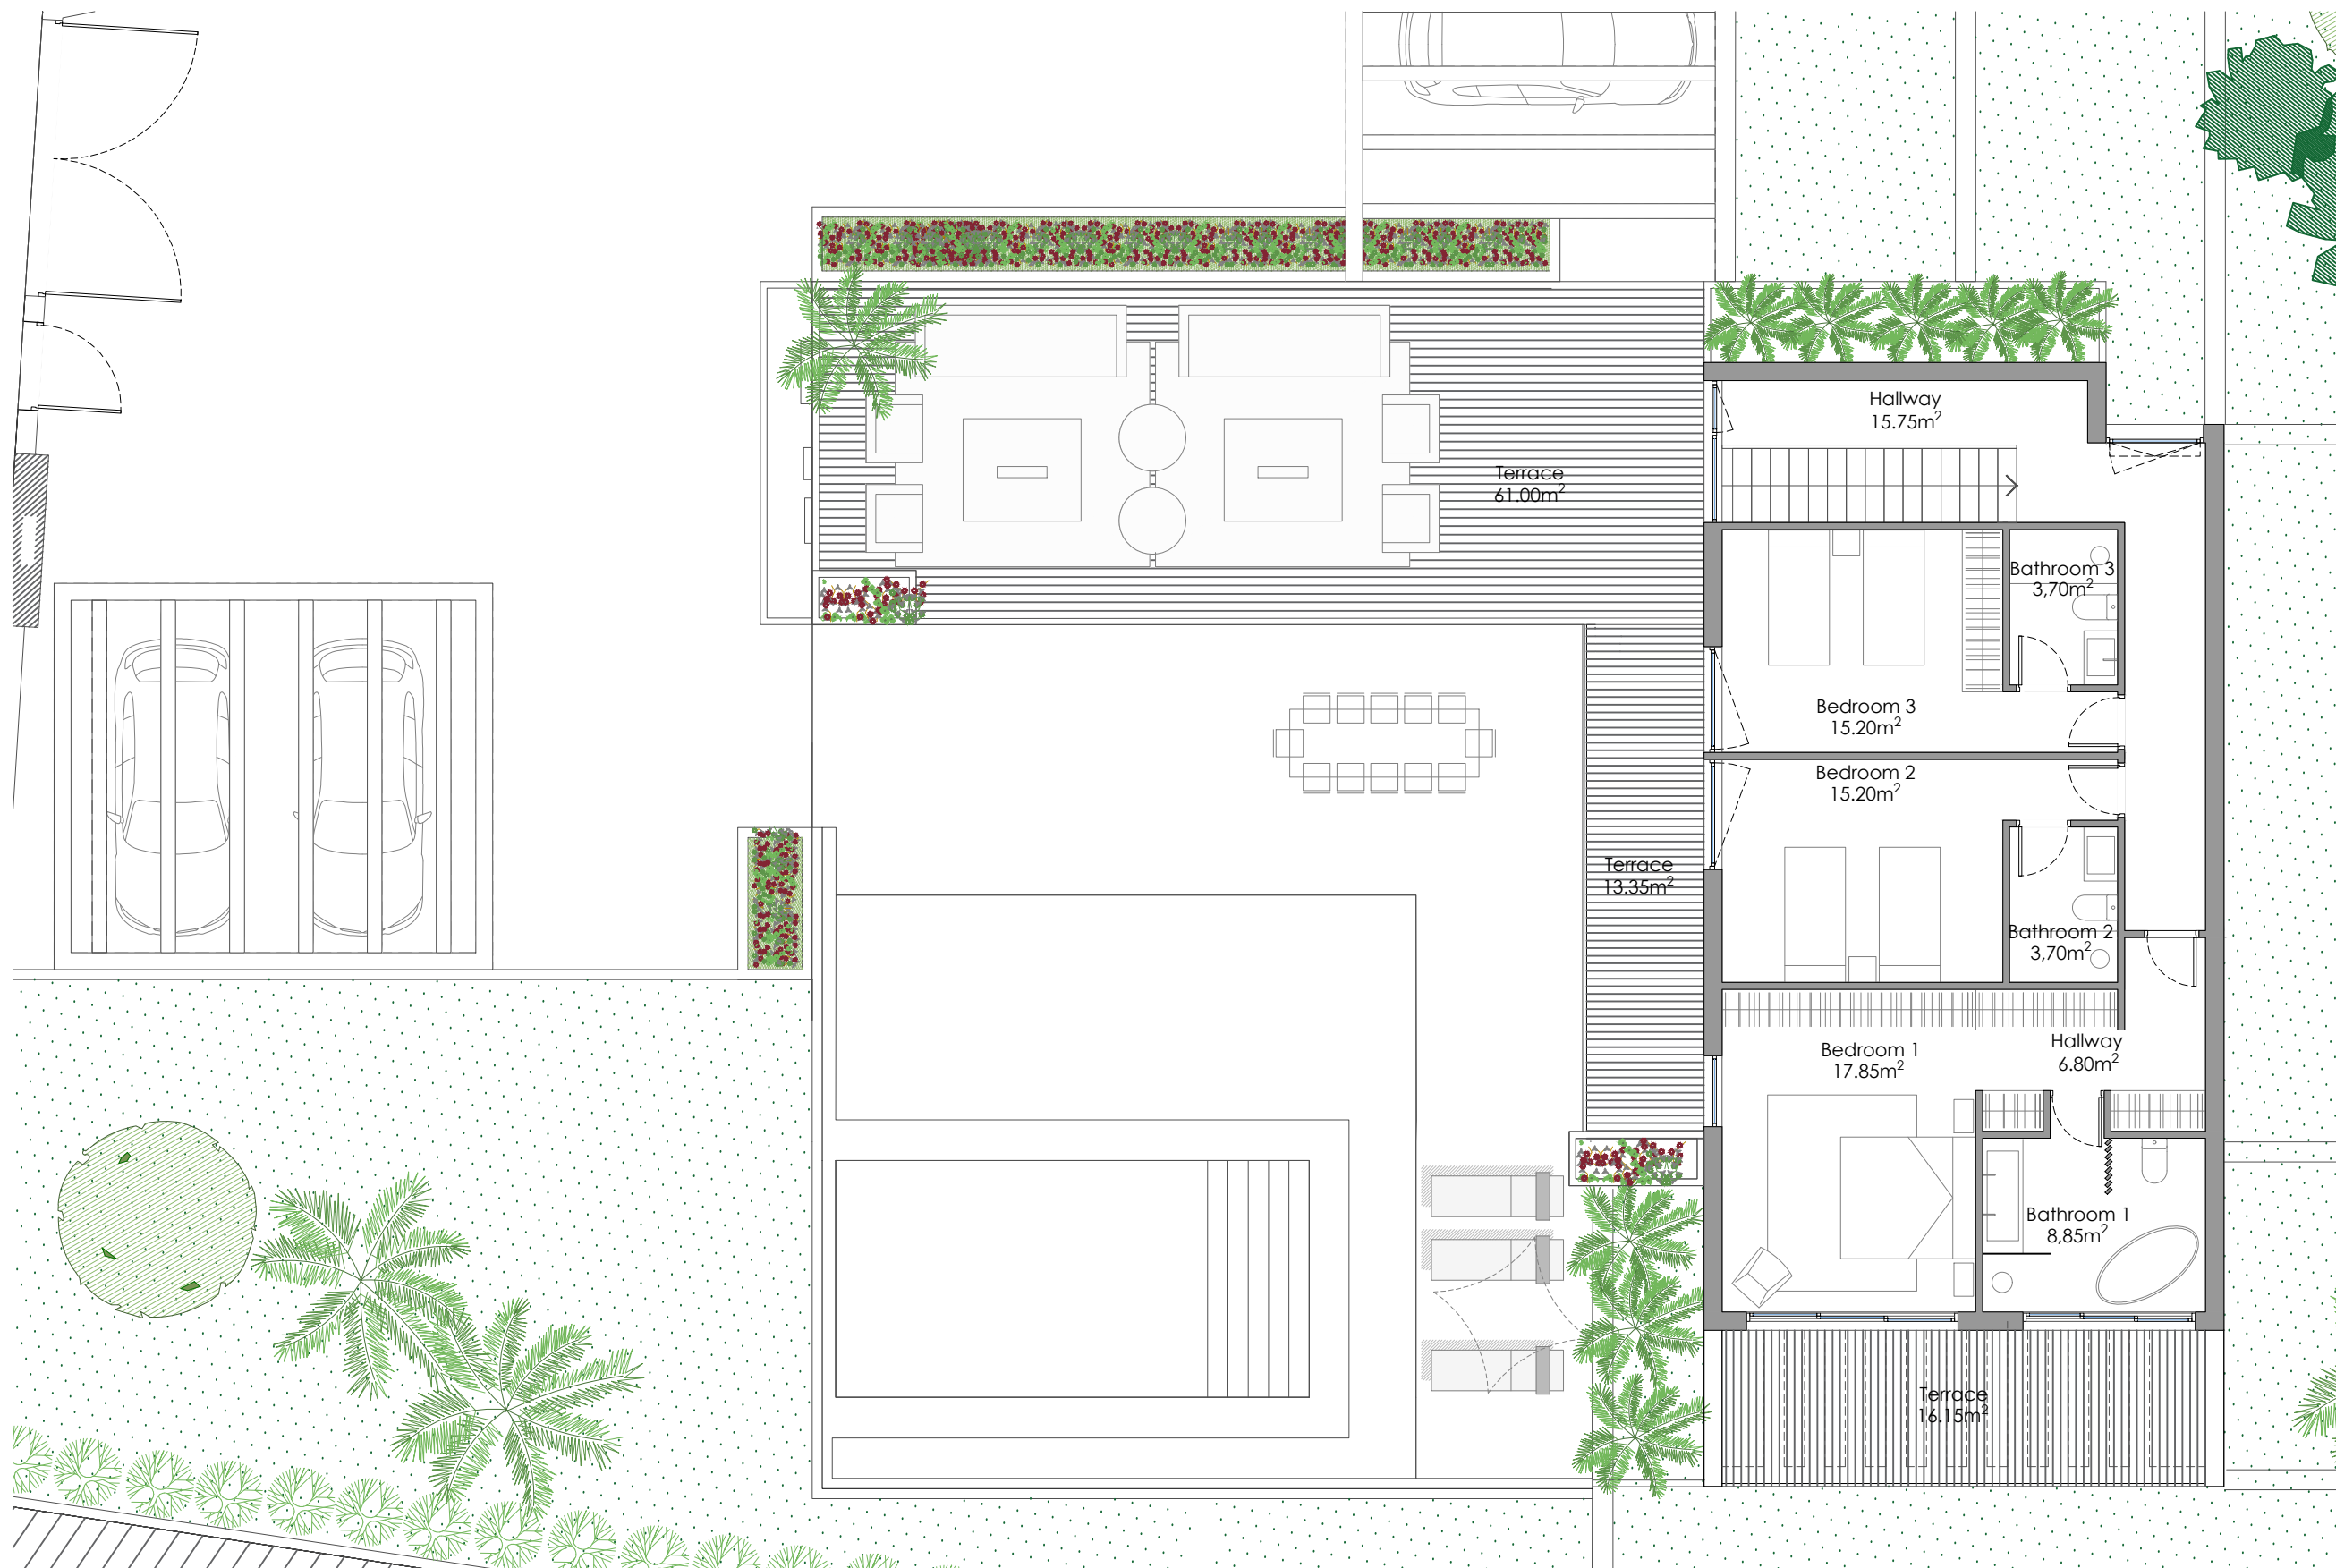 Hallway
15.75m²
Terrace
61.00m²
Bathroom 3
3,70m²
Bedroom 3
15.20m²
Bedroom 2
15.20m²
Terrace
13.35m²
Bathroom 2
3,70m²
Bedroom 1
17.85m²
Hallway
6.80m²
Bathroom 1
8,85m²
Terrace
16.15m²